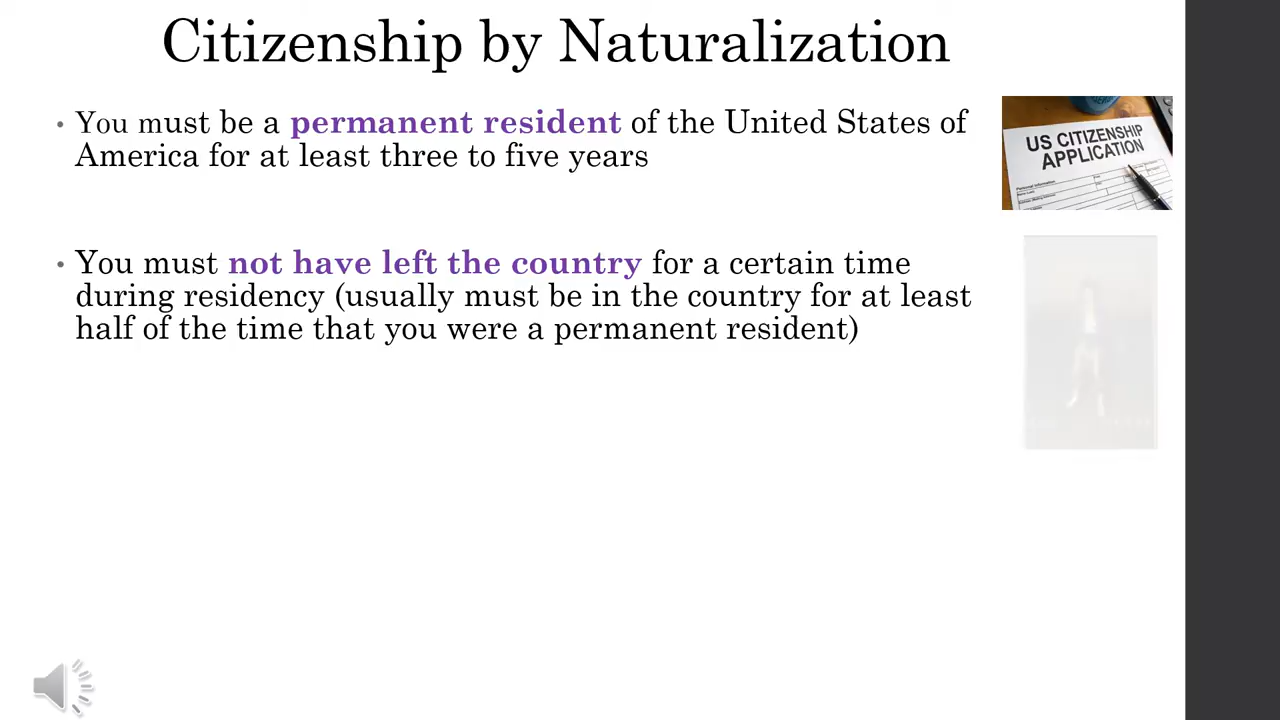 Citizenship by Naturalization
• You must be a permanent resident of the United States of
America for at least three to five years
US CITIZENSHIP
APPLICATION
Personal Information
• You must not have left the country for a certain time
during residency (usually must be in the country for at least
half of the time that you were a permanent resident)